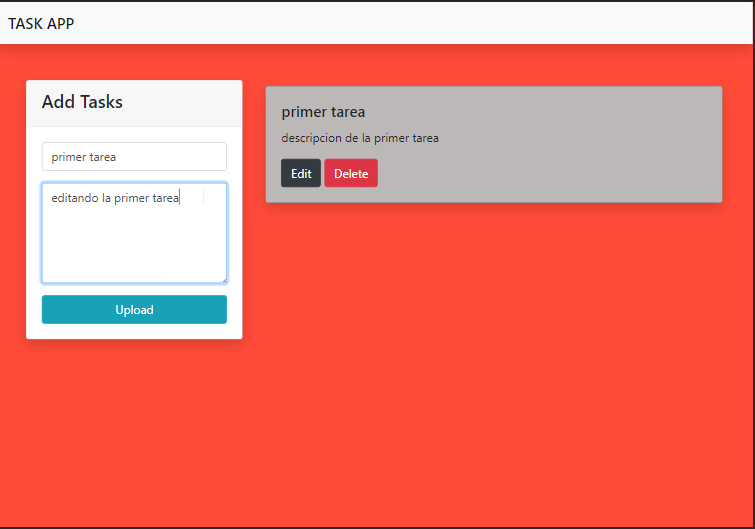 TASK APP
Add Tasks
primer tarea
editando la primer tarea
Upload
primer tarea
descripcion de la primer tarea
Edit Delete